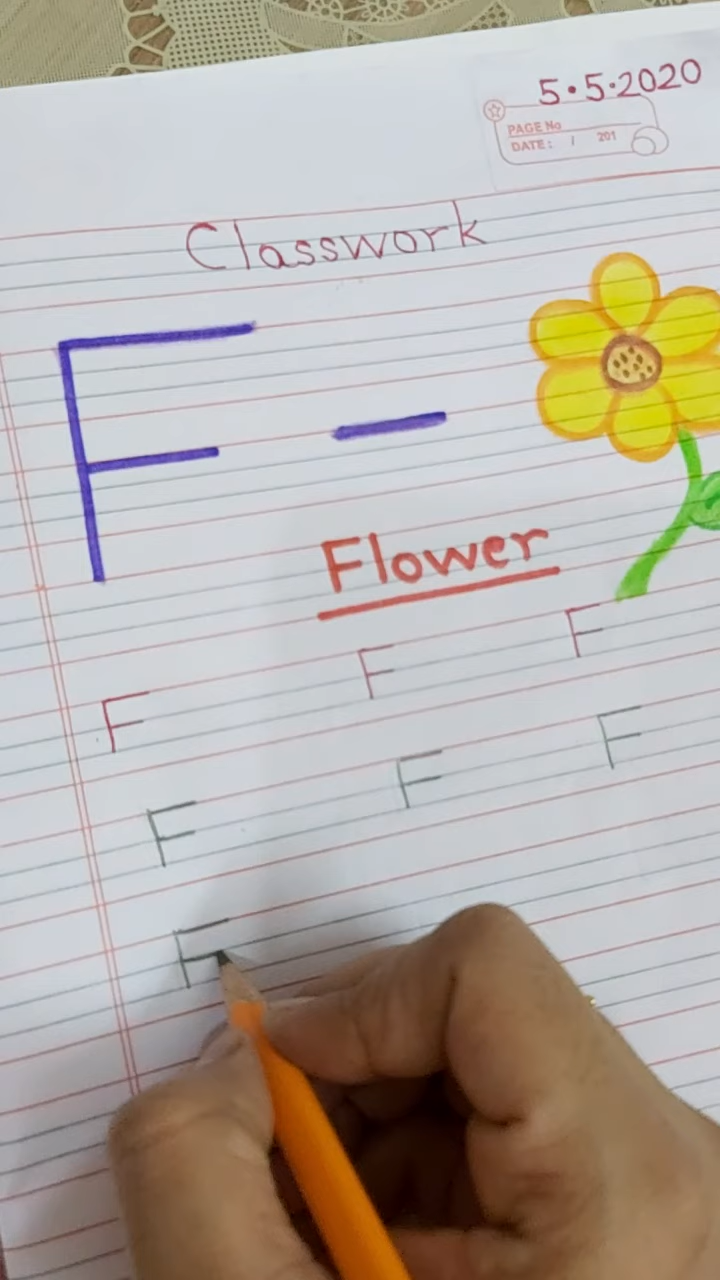 5.5.2020
PAGE No
DATE: / 201
Classwork
F -
Flower
F F F
F F F
F